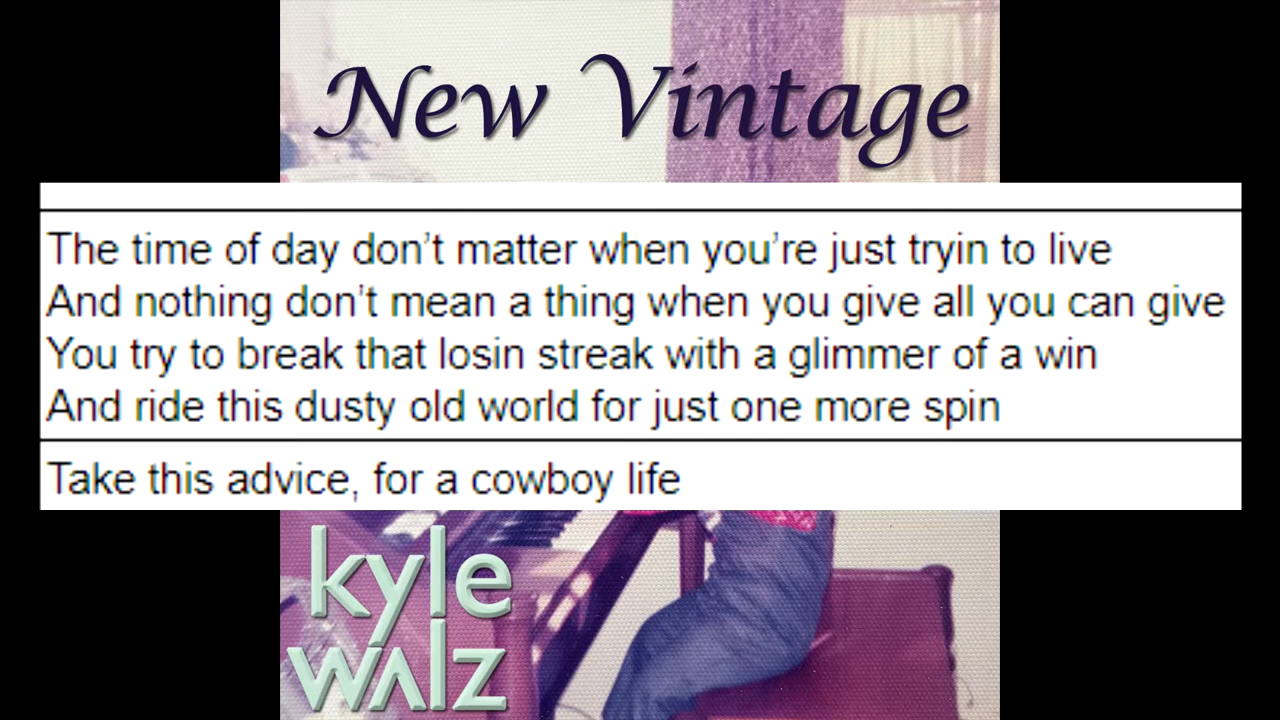 New Vintage
The time of day don’t matter when you’re just tryin to live
And nothing don’t mean a thing when you give all you can give
You try to break that losin streak with a glimmer of a win
And ride this dusty old world for just one more spin
Take this advice, for a cowboy life
kyle
walz